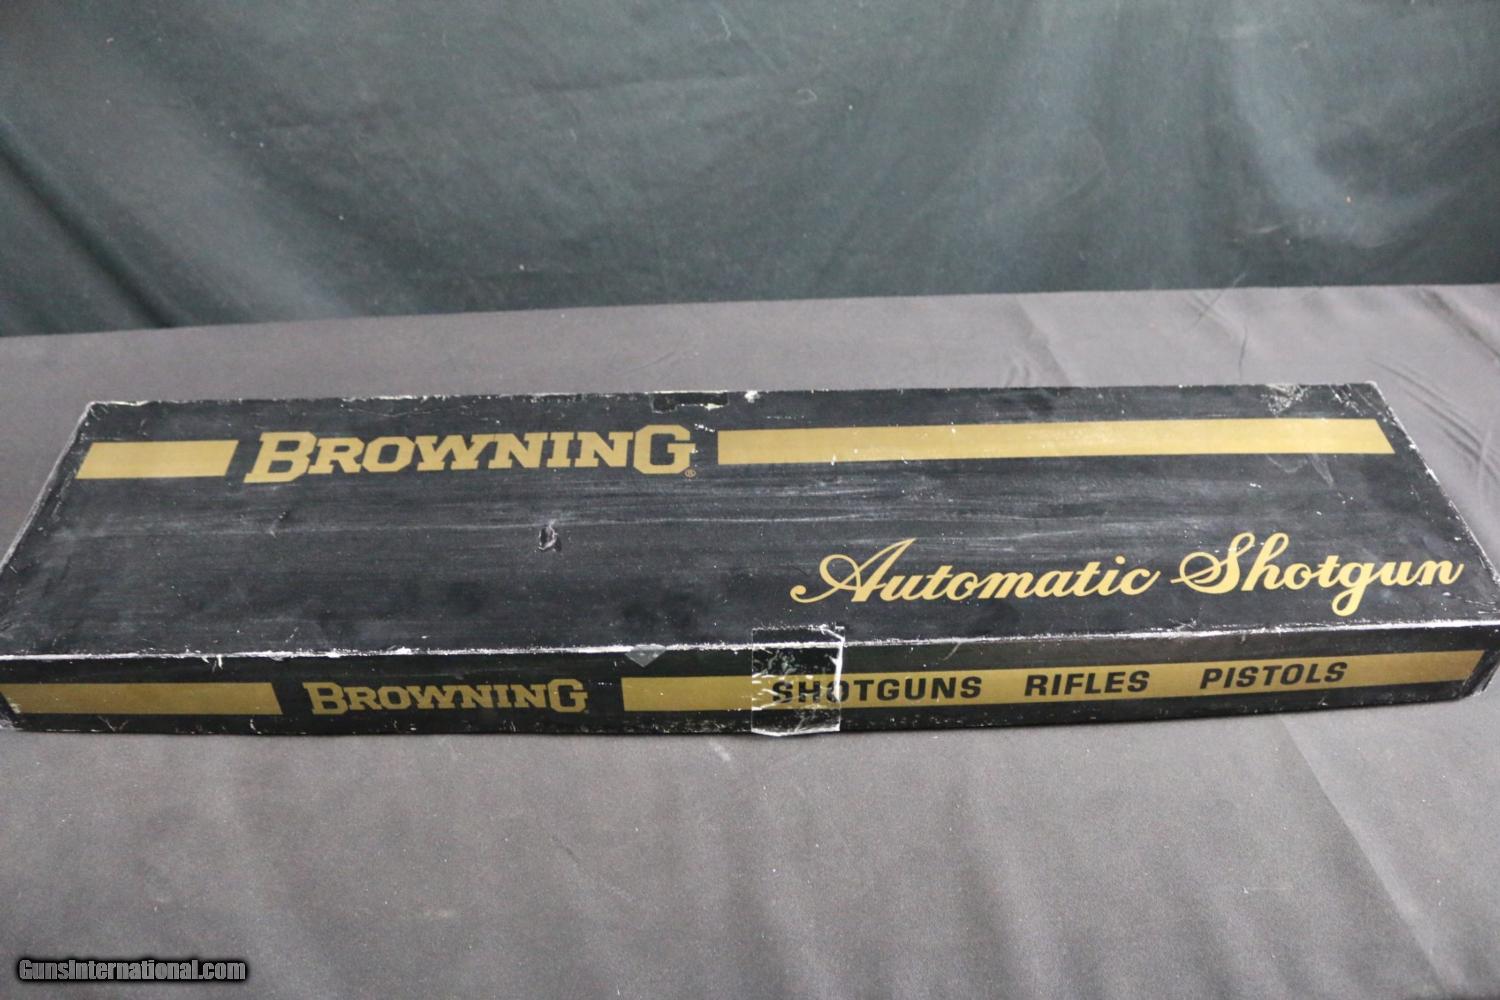 BROWNING®
Automatic Shotgun
BROWNING® SHOTGUNS RIFLES PISTOLS
GunsInternational.com